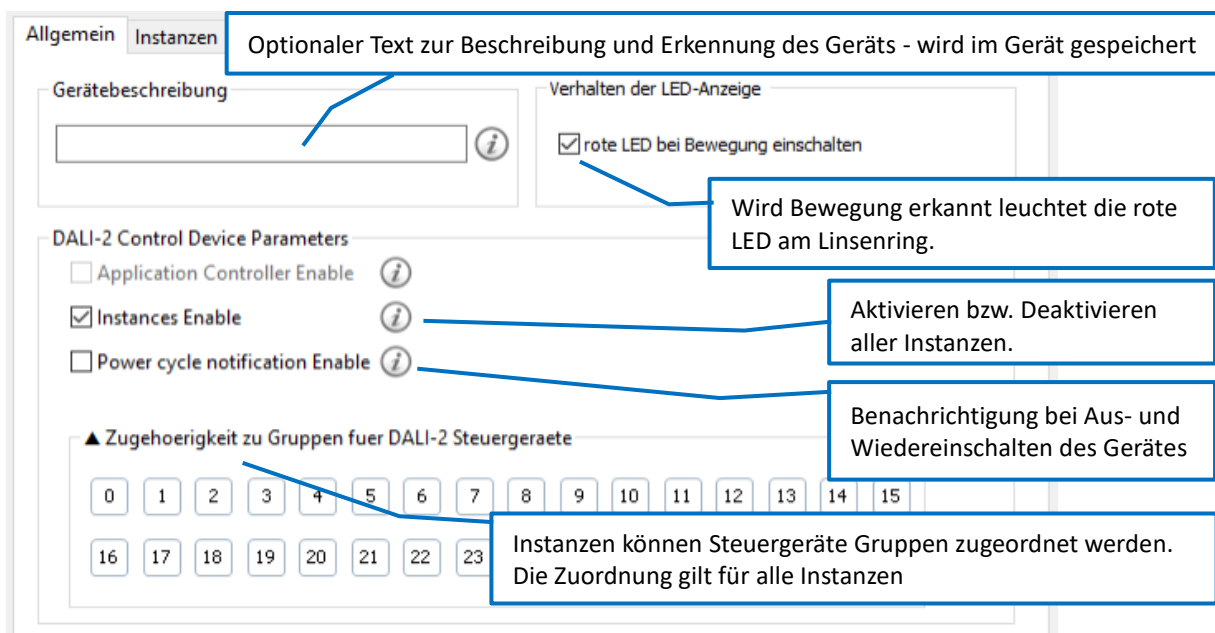 Allgemein Instanzen
Optionaler Text zur Beschreibung und Erkennung des Geräts - wird im Gerät gespeichert
Gerätebeschreibung
Verhalten der LED-Anzeige
rote LED bei Bewegung einschalten
Wird Bewegung erkannt leuchtet die rote
LED am Linsenring.
DALI-2 Control Device Parameters
Application Controller Enable
Instances Enable
Aktivieren bzw. Deaktivieren
aller Instanzen.
Power cycle notification Enable
Benachrichtigung bei Aus- und
Wiedereinschalten des Gerätes
▲ Zugehoerigkeit zu Gruppen fuer DALI-2 Steuergeraete
0 1 2 3 4 5 6 7 8 9 10 11 12 13 14 15
16 17 18 19 20 21 22 23
Instanzen können Steuergeräte Gruppen zugeordnet werden.
Die Zuordnung gilt für alle Instanzen